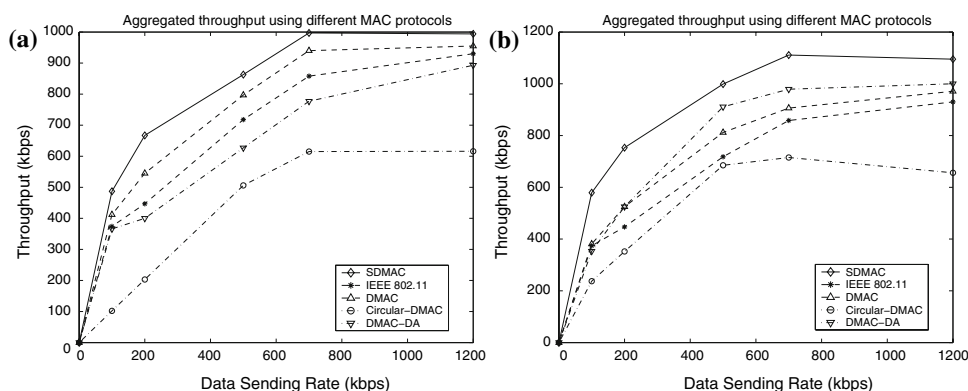 (a)
Aggregated throughput using different MAC protocols
1000
900
800
700
600
500
400
300
200
100
0
Throughput (kbps)
SDMAC
IEEE 802.11
DMAC
Circular−DMAC
DMAC−DA
0 200 400 600 800 1000 1200
Data Sending Rate (kbps)
(b)
Aggregated throughput using different MAC protocols
1200
1000
800
600
400
200
0
Throughput (kbps)
SDMAC
IEEE 802.11
DMAC
Circular−DMAC
DMAC−DA
0 200 400 600 800 1000 1200
Data Sending Rate (kbps)